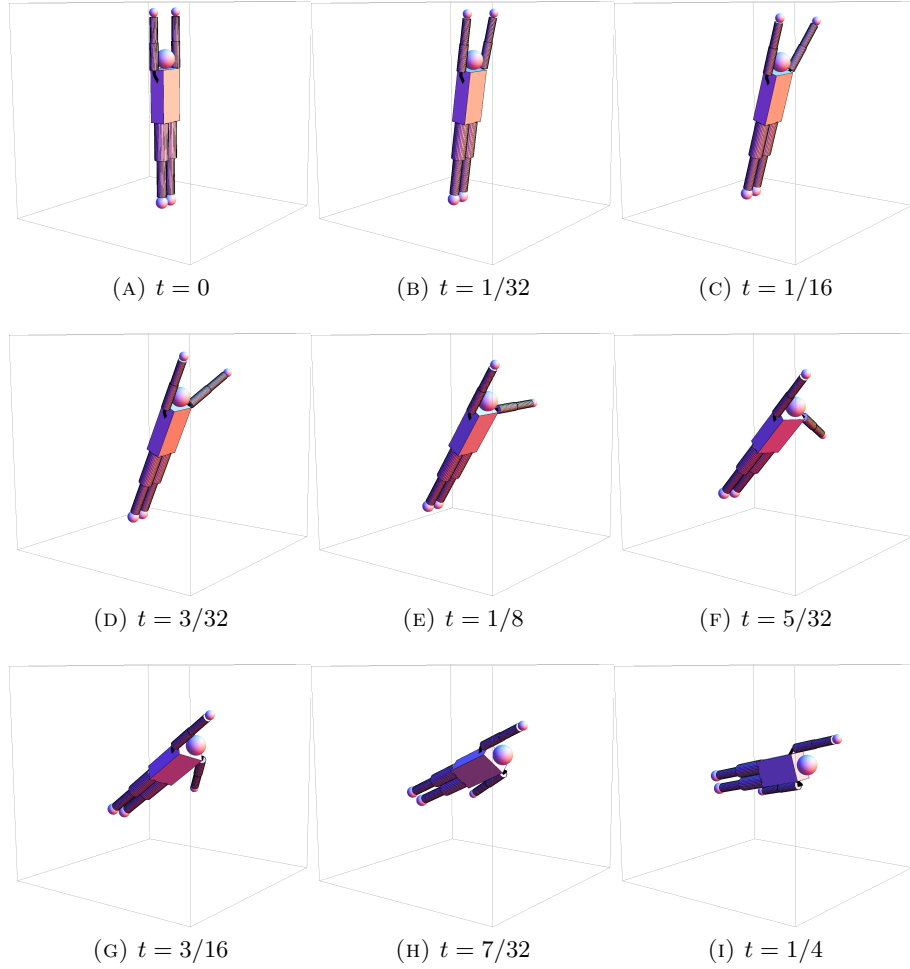 (A) t = 0
(B) t = 1/32
(C) t = 1/16
(D) t = 3/32
(E) t = 1/8
(F) t = 5/32
(G) t = 3/16
(H) t = 7/32
(I) t = 1/4